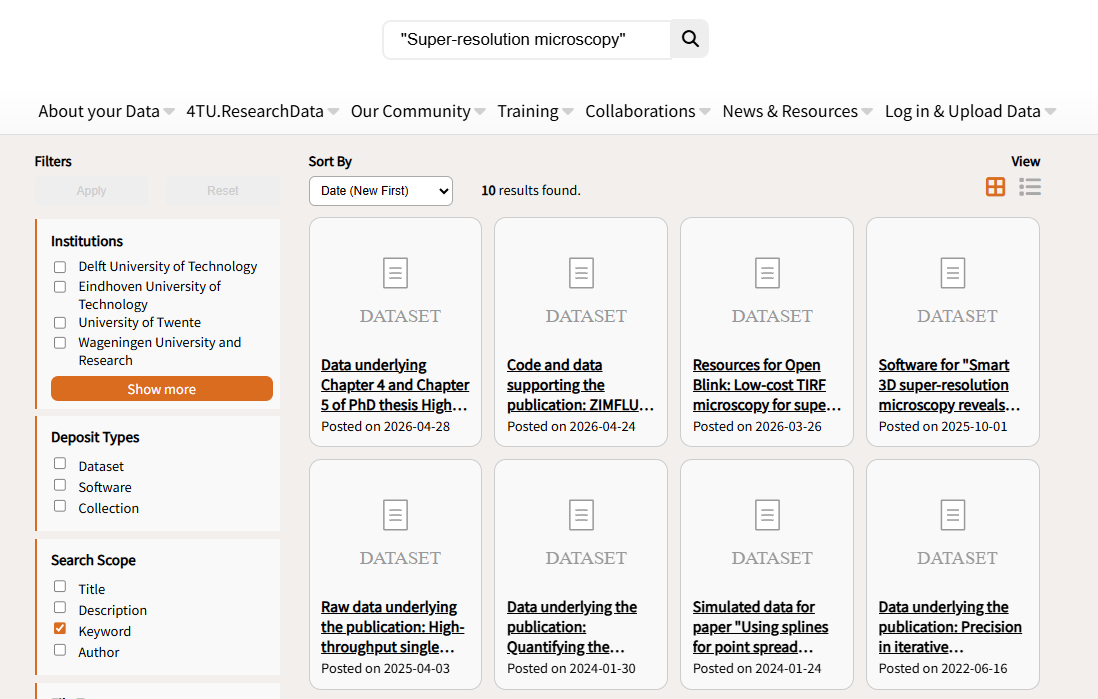 "Super-resolution microscopy"
About your Data 4TU.ResearchData Our Community Training Collaborations News & Resources Log in & Upload Data
Filters
Apply Reset
Institutions
Delft University of Technology
Eindhoven University of
Technology
University of Twente
Wageningen University and
Research
Show more
Deposit Types
Dataset
Software
Collection
Search Scope
Title
Description
Keyword
Author
Sort By
Date (New First)
10 results found.
View
DATASET
Data underlying
Chapter 4 and Chapter
5 of PhD thesis High...
Posted on 2026-04-28
DATASET
Code and data
supporting the
publication: ZIMFLU...
Posted on 2026-04-24
DATASET
Resources for Open
Blink: Low-cost TIRF
microscopy for supe...
Posted on 2026-03-26
DATASET
Software for "Smart
3D super-resolution
microscopy reveals...
Posted on 2025-10-01
DATASET
Raw data underlying
the publication: High-
throughput single...
Posted on 2025-04-03
DATASET
Data underlying the
publication:
Quantifying the...
Posted on 2024-01-30
DATASET
Simulated data for
paper "Using splines
for point spread...
Posted on 2024-01-24
DATASET
Data underlying the
publication: Precision
in iterative...
Posted on 2022-06-16